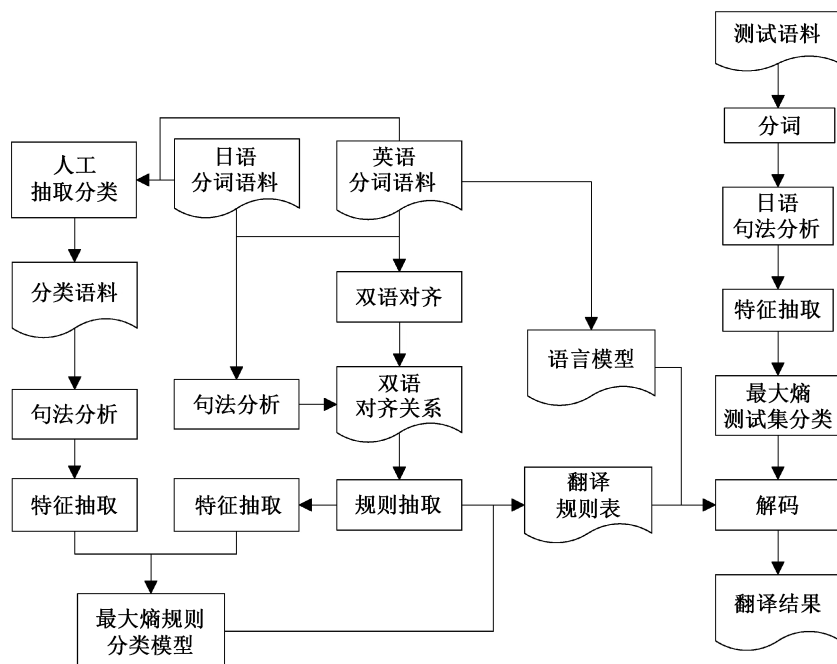 测试语料
分词
人工
抽取分类
日语
分词语料
英语
分词语料
日语
句法分析
分类语料
双语对齐
特征抽取
语言模型
句法分析
句法分析
双语
对齐关系
最大熵
测试集分类
特征抽取
特征抽取
规则抽取
翻译
规则表
解码
最大熵规则
分类模型
翻译结果